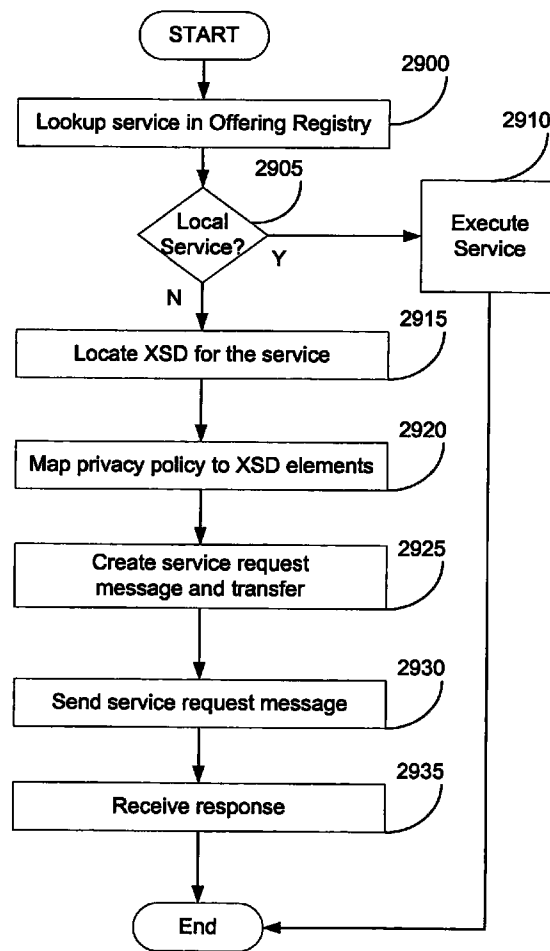 START
2900
Lookup service in Offering Registry
2910
2905
Local
Service?
Y
Execute
Service
N
2915
Locate XSD for the service
2920
Map privacy policy to XSD elements
2925
Create service request
message and transfer
2930
Send service request message
2935
Receive response
End